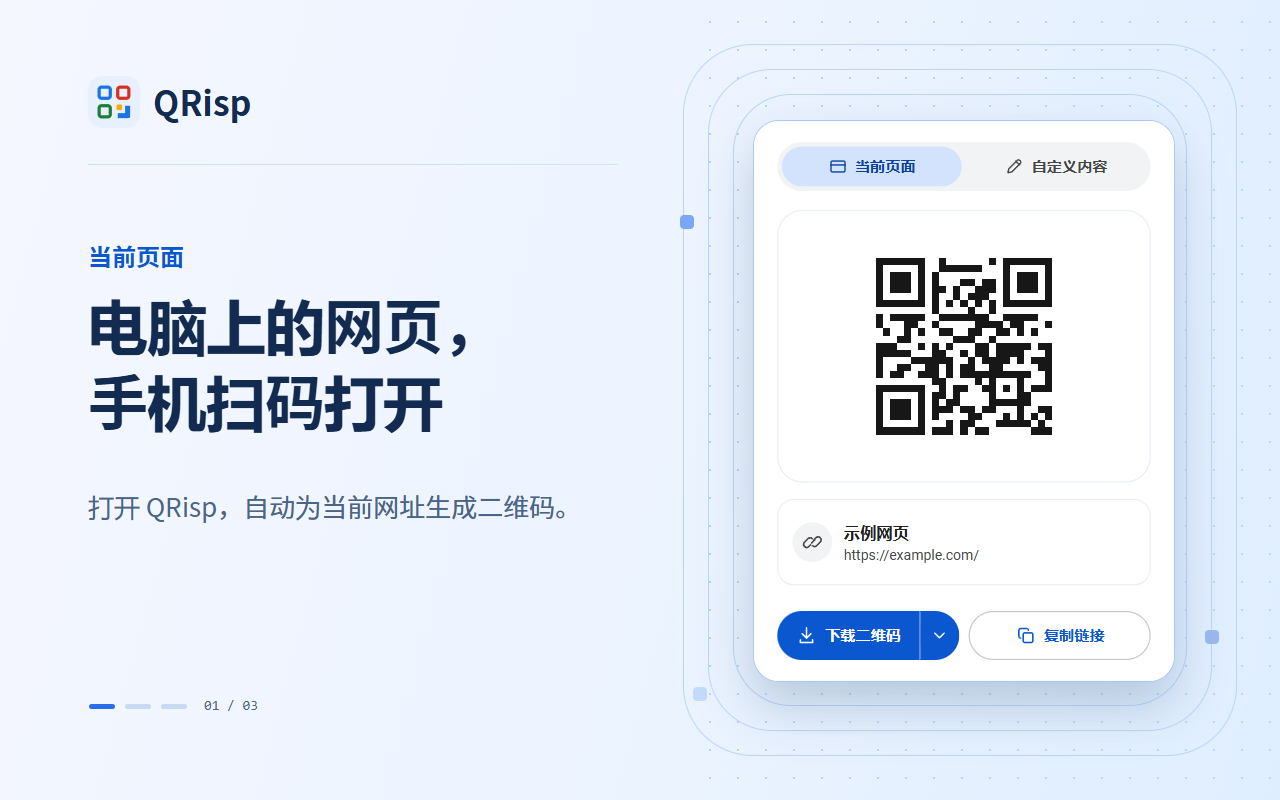 QRisp
当前页面
电脑上的网页，
手机扫码打开
打开 QRisp，自动为当前网址生成二维码。
01 / 03
当前页面
自定义内容
示例网页
https://example.com/
下载二维码
复制链接